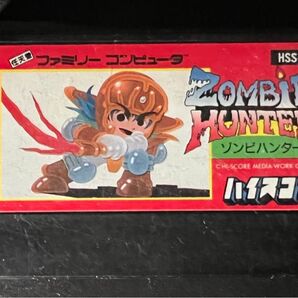 任天堂 ファミリー コンピュータ
HSS
ZOMBIE
HUNTER
ゾンビハンター
©HI-SCORE MEDIA WORK
ハイスコ